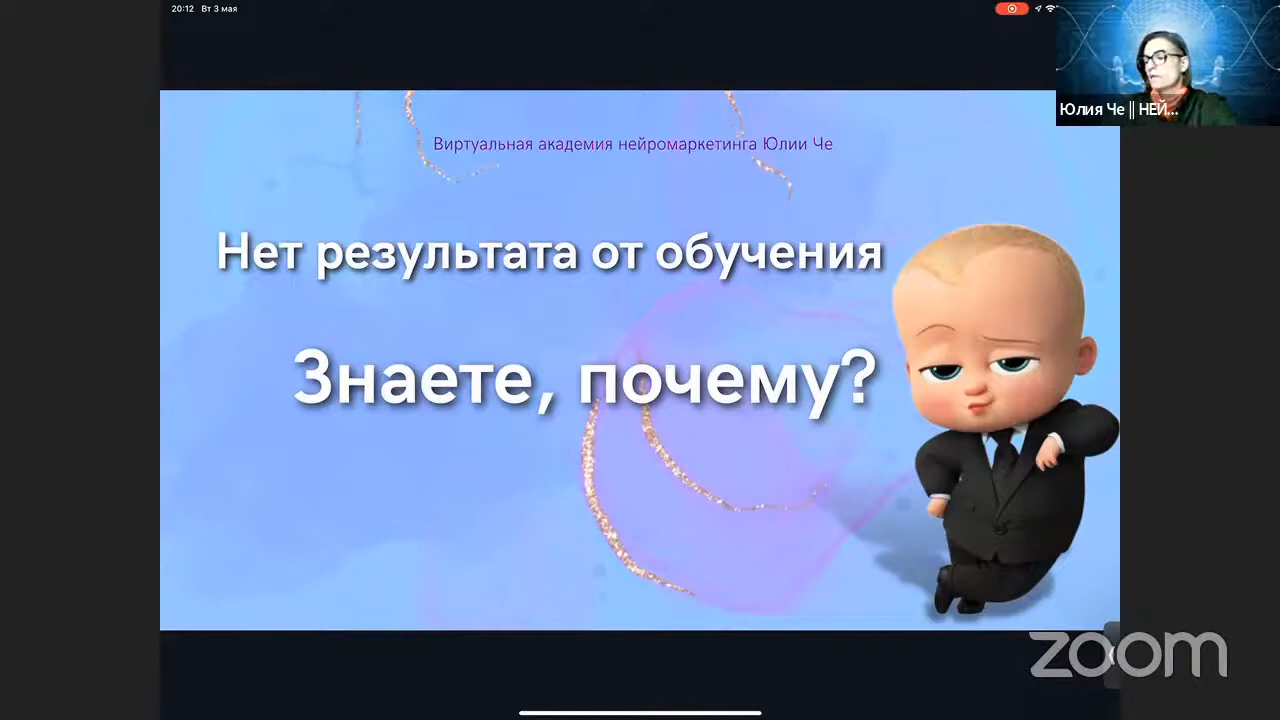 20:12 Вт 3 мая
Юлия Че || НЕЙ...
Виртуальная академия нейромаркетинга Юлии Че
Нет результата от обучения
Знаете, почему?
zoom